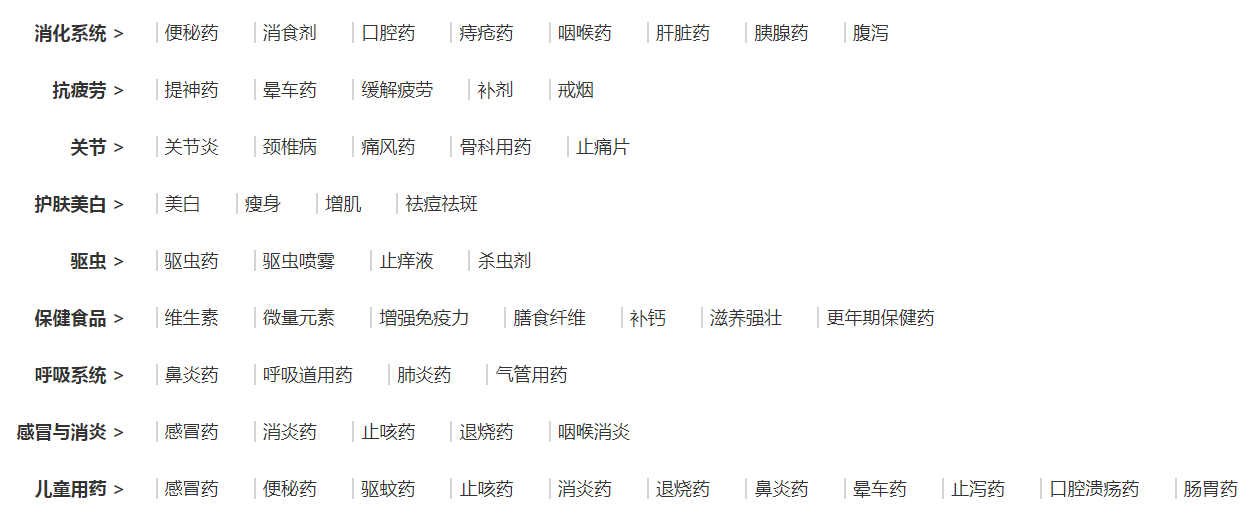 消化系统 > 便秘药 消食剂 口腔药 痔疮药 咽喉药 肝脏药 胰腺药 腹泻
抗疲劳 > 提神药 晕车药 缓解疲劳 补剂 戒烟
关节 > 关节炎 颈椎病 痛风药 骨科用药 止痛片
护肤美白 > 美白 瘦身 增肌 祛痘祛斑
驱虫 > 驱虫药 驱虫喷雾 止痒液 杀虫剂
保健食品 > 维生素 微量元素 增强免疫力 膳食纤维 补钙 滋养强壮 更年期保健药
呼吸系统 > 鼻炎药 呼吸道用药 肺炎药 气管用药
感冒与消炎 > 感冒药 消炎药 止咳药 退烧药 咽喉消炎
儿童用药 > 感冒药 便秘药 驱蚊药 止咳药 消炎药 退烧药 鼻炎药 晕车药 止泻药 口腔溃疡药 肠胃药